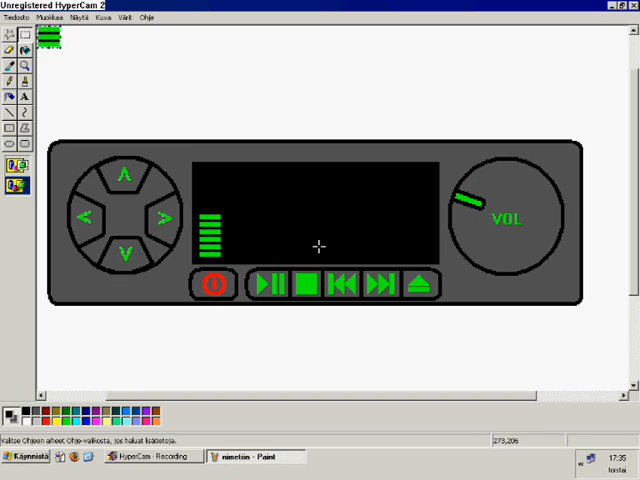 Unregistered HyperCam 2
Tiedosto Muokkaa Näytä Kuva Värit Ohje
A
VOL
Valitse Ohjeen aiheet Ohje-valikosta, jos haluat lisätietoja.
273,206
Käynnistä
HyperCam - Recording
nimetön - Paint
«
17:35
torstai